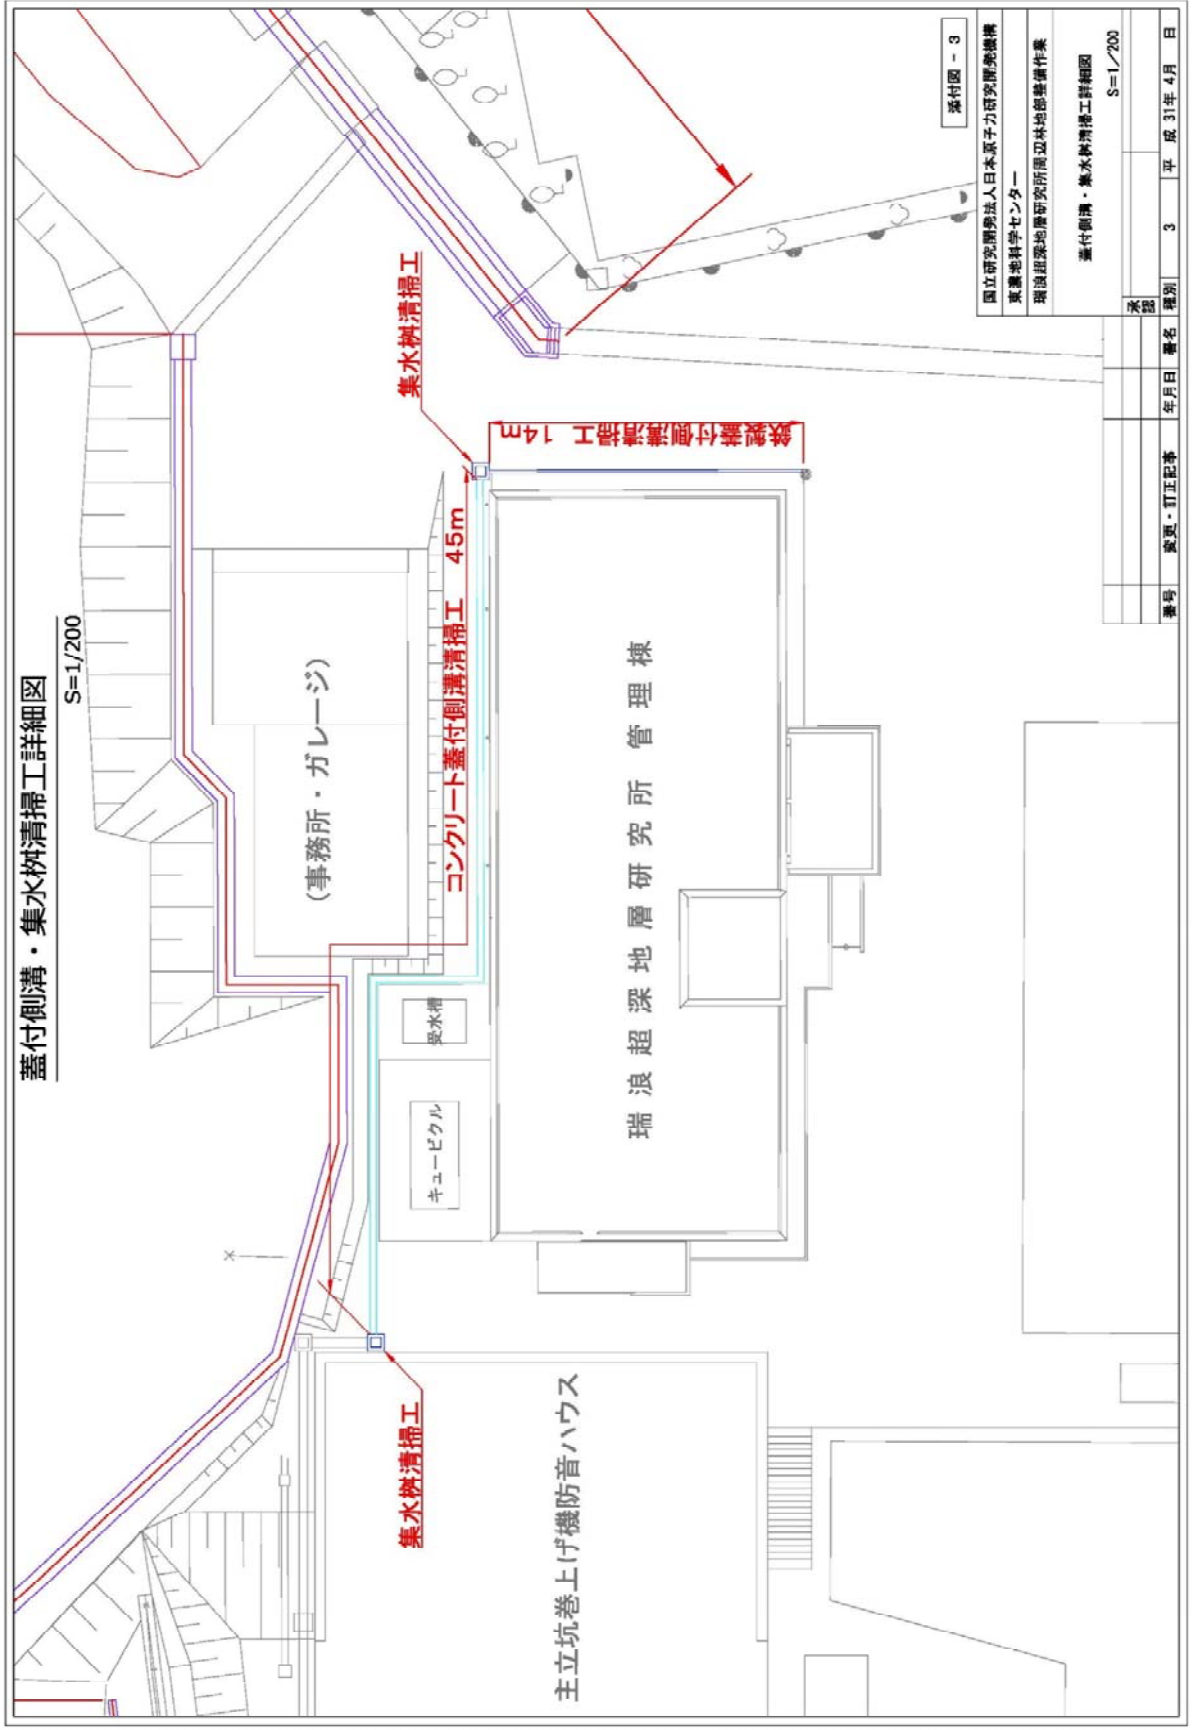 蓋付側溝・集水桝清掃工詳細図
S=1/200
(事務所・ガレージ)
コンクリート蓋付側溝清掃工 45m
集水桝清掃工
鉄製蓋付側溝清掃工 14m
受水槽
キュービクル
瑞浪超深地層研究所 管理棟
集水桝清掃工
主立坑巻上げ機防音ハウス
添付図 - 3
国立研究開発法人日本原子力研究開発機構
東濃地科学センター
瑞浪超深地層研究所周辺林地部整備作業
蓋付側溝・集水桝清掃工詳細図
S=1/200
承認
番号 変更・訂正記事 年月日 署名 種別 3 平成 31年 4月 日